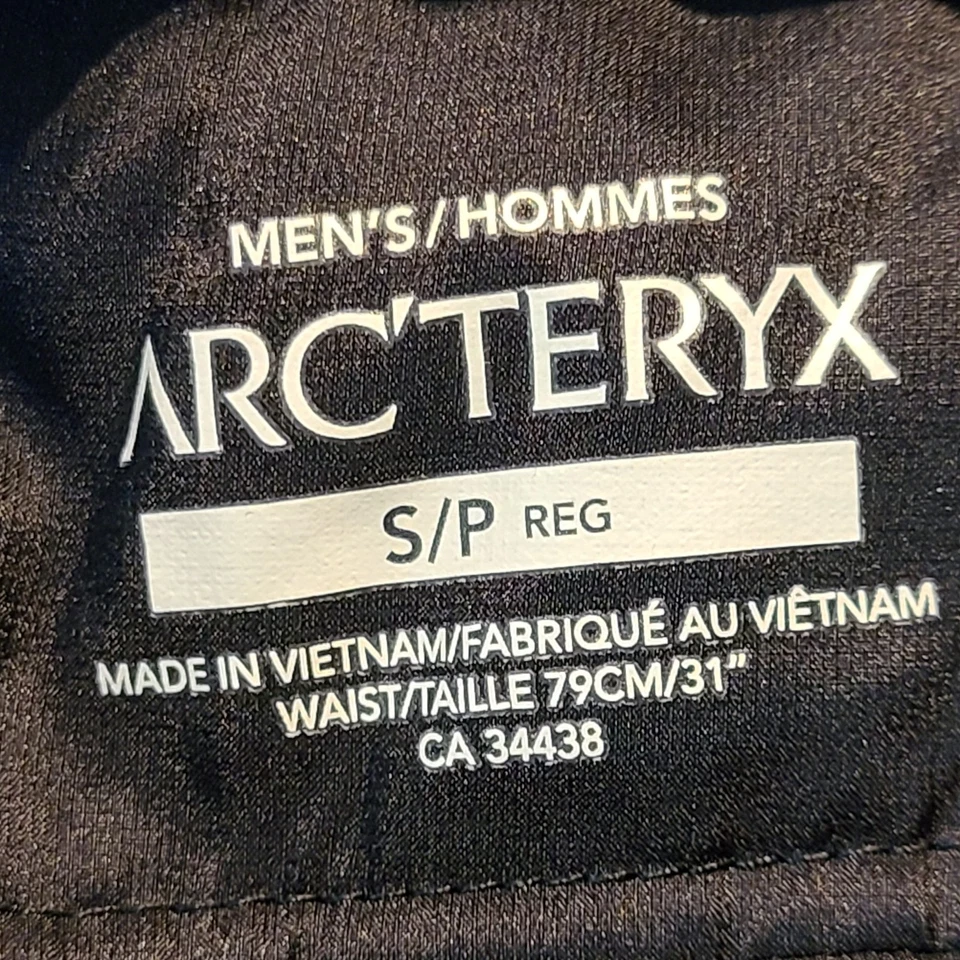 MEN'S/HOMMES
ARC'TERYX
S/P REG
MADE IN VIETNAM/FABRIQUÉ AU VIÊTNAM
WAIST/TAILLE 79CM/31"
CA 34438